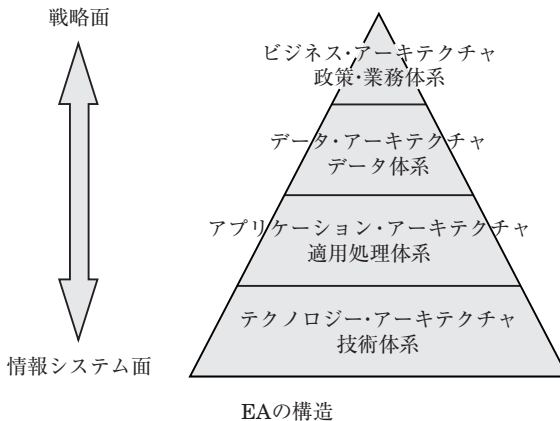 戦略面
ビジネス・アーキテクチャ
政策・業務体系
データ・アーキテクチャ
データ体系
アプリケーション・アーキテクチャ
適用処理体系
テクノロジー・アーキテクチャ
技術体系
情報システム面
EAの構造